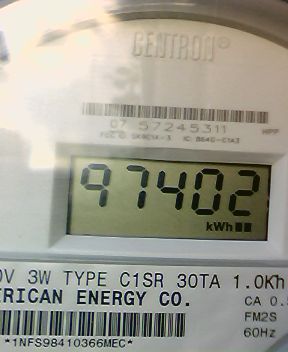 CENTRON®
07 57245311
97402
kWh
0V 3W TYPE C1SR 30TA 1.0Kh
ERICAN ENERGY CO.
CA 0.5
FM2S
60Hz
*1NFS98410366MEC*